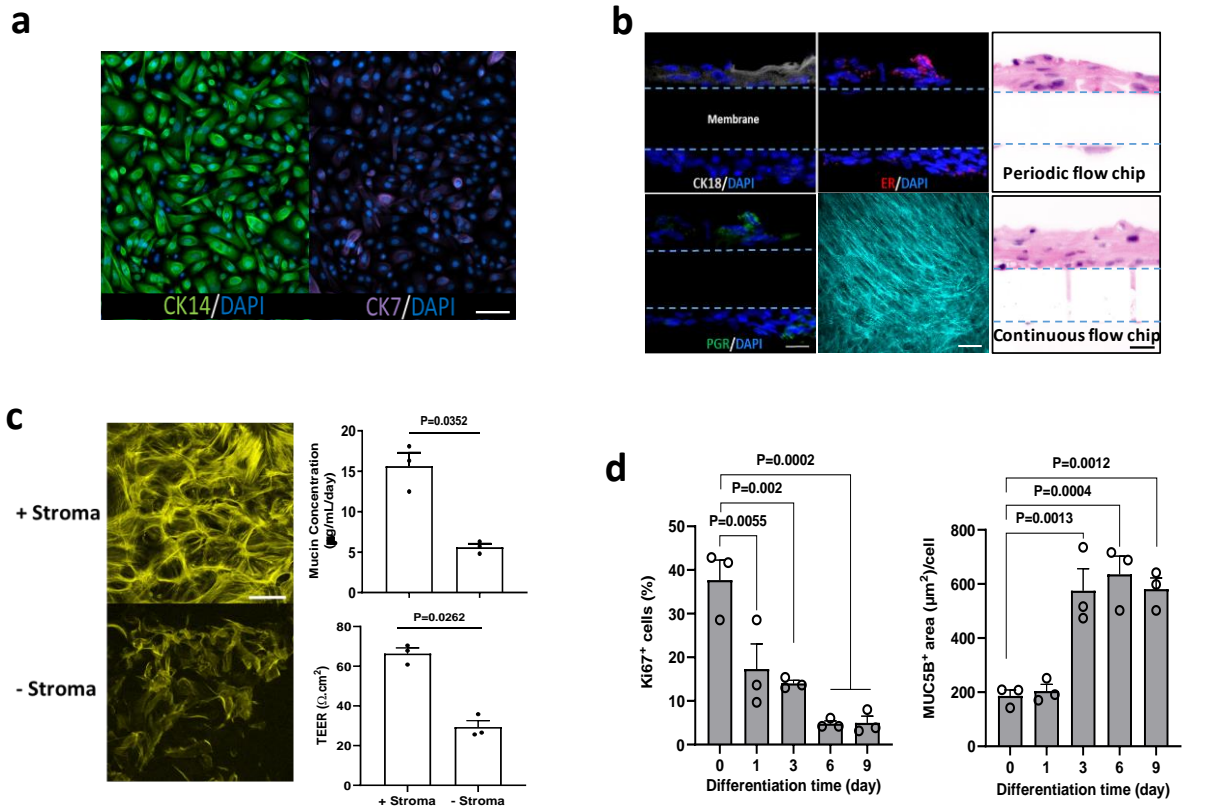 a
CK14/DAPI
CK7/DAPI
b
Membrane
CK18/DAPI
ER/DAPI
Periodic flow chip
PGR/DAPI
Continuous flow chip
c
+ Stroma
- Stroma
P=0.0352
Mucin Concentration
g/mL/day)
20
15
10
5
0
P=0.0262
TEER (Ω.cm2)
80
60
40
20
0
+ Stroma
- Stroma
d
P=0.0002
P=0.002
P=0.0055
Ki67+ cells (%)
50
40
30
20
10
0
0 1 3 6 9
Differentiation time (day)
P=0.0012
P=0.0004
P=0.0013
MUC5B+ area (µm2)/cell
800
600
400
200
0
0 1 3 6 9
Differentiation time (day)